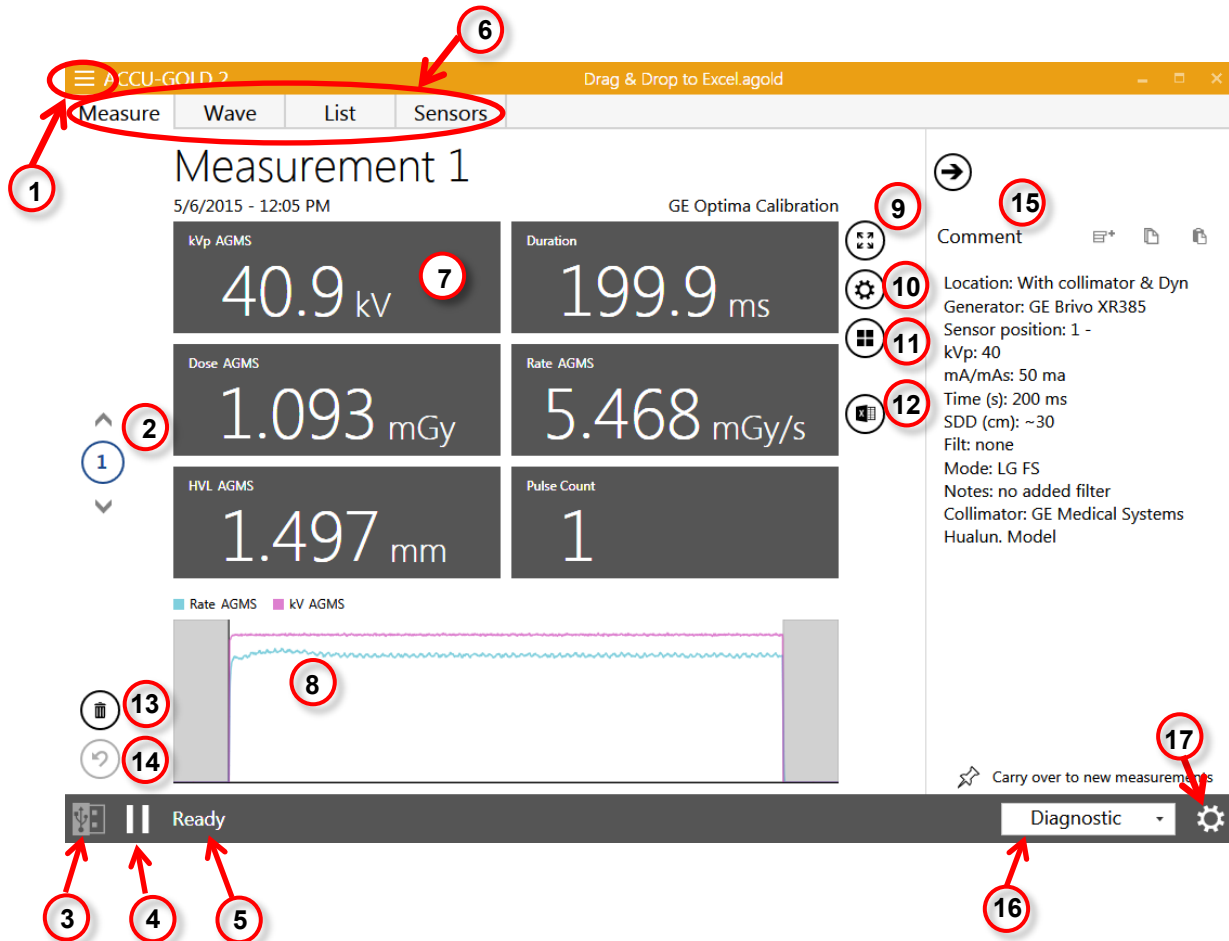 6
ACCU-GOLD 2
Drag & Drop to Excel.agold
Measure
Wave
List
Sensors
1
Measurement 1
5/6/2015 - 12:05 PM
GE Optima Calibration
9
15
kVp AGMS
40.9 kV
7
Duration
199.9 ms
10
11
Dose AGMS
1.093 mGy
Rate AGMS
5.468 mGy/s
12
2
1
HVL AGMS
1.497 mm
Pulse Count
1
Comment
Location: With collimator & Dyn
Generator: GE Brivo XR385
Sensor position: 1 -
kVp: 40
mA/mAs: 50 ma
Time (s): 200 ms
SDD (cm): ~30
Filt: none
Mode: LG FS
Notes: no added filter
Collimator: GE Medical Systems
Hualun. Model
Rate AGMS
kV AGMS
8
13
14
17
Carry over to new measurements
Ready
Diagnostic
3
4
5
16